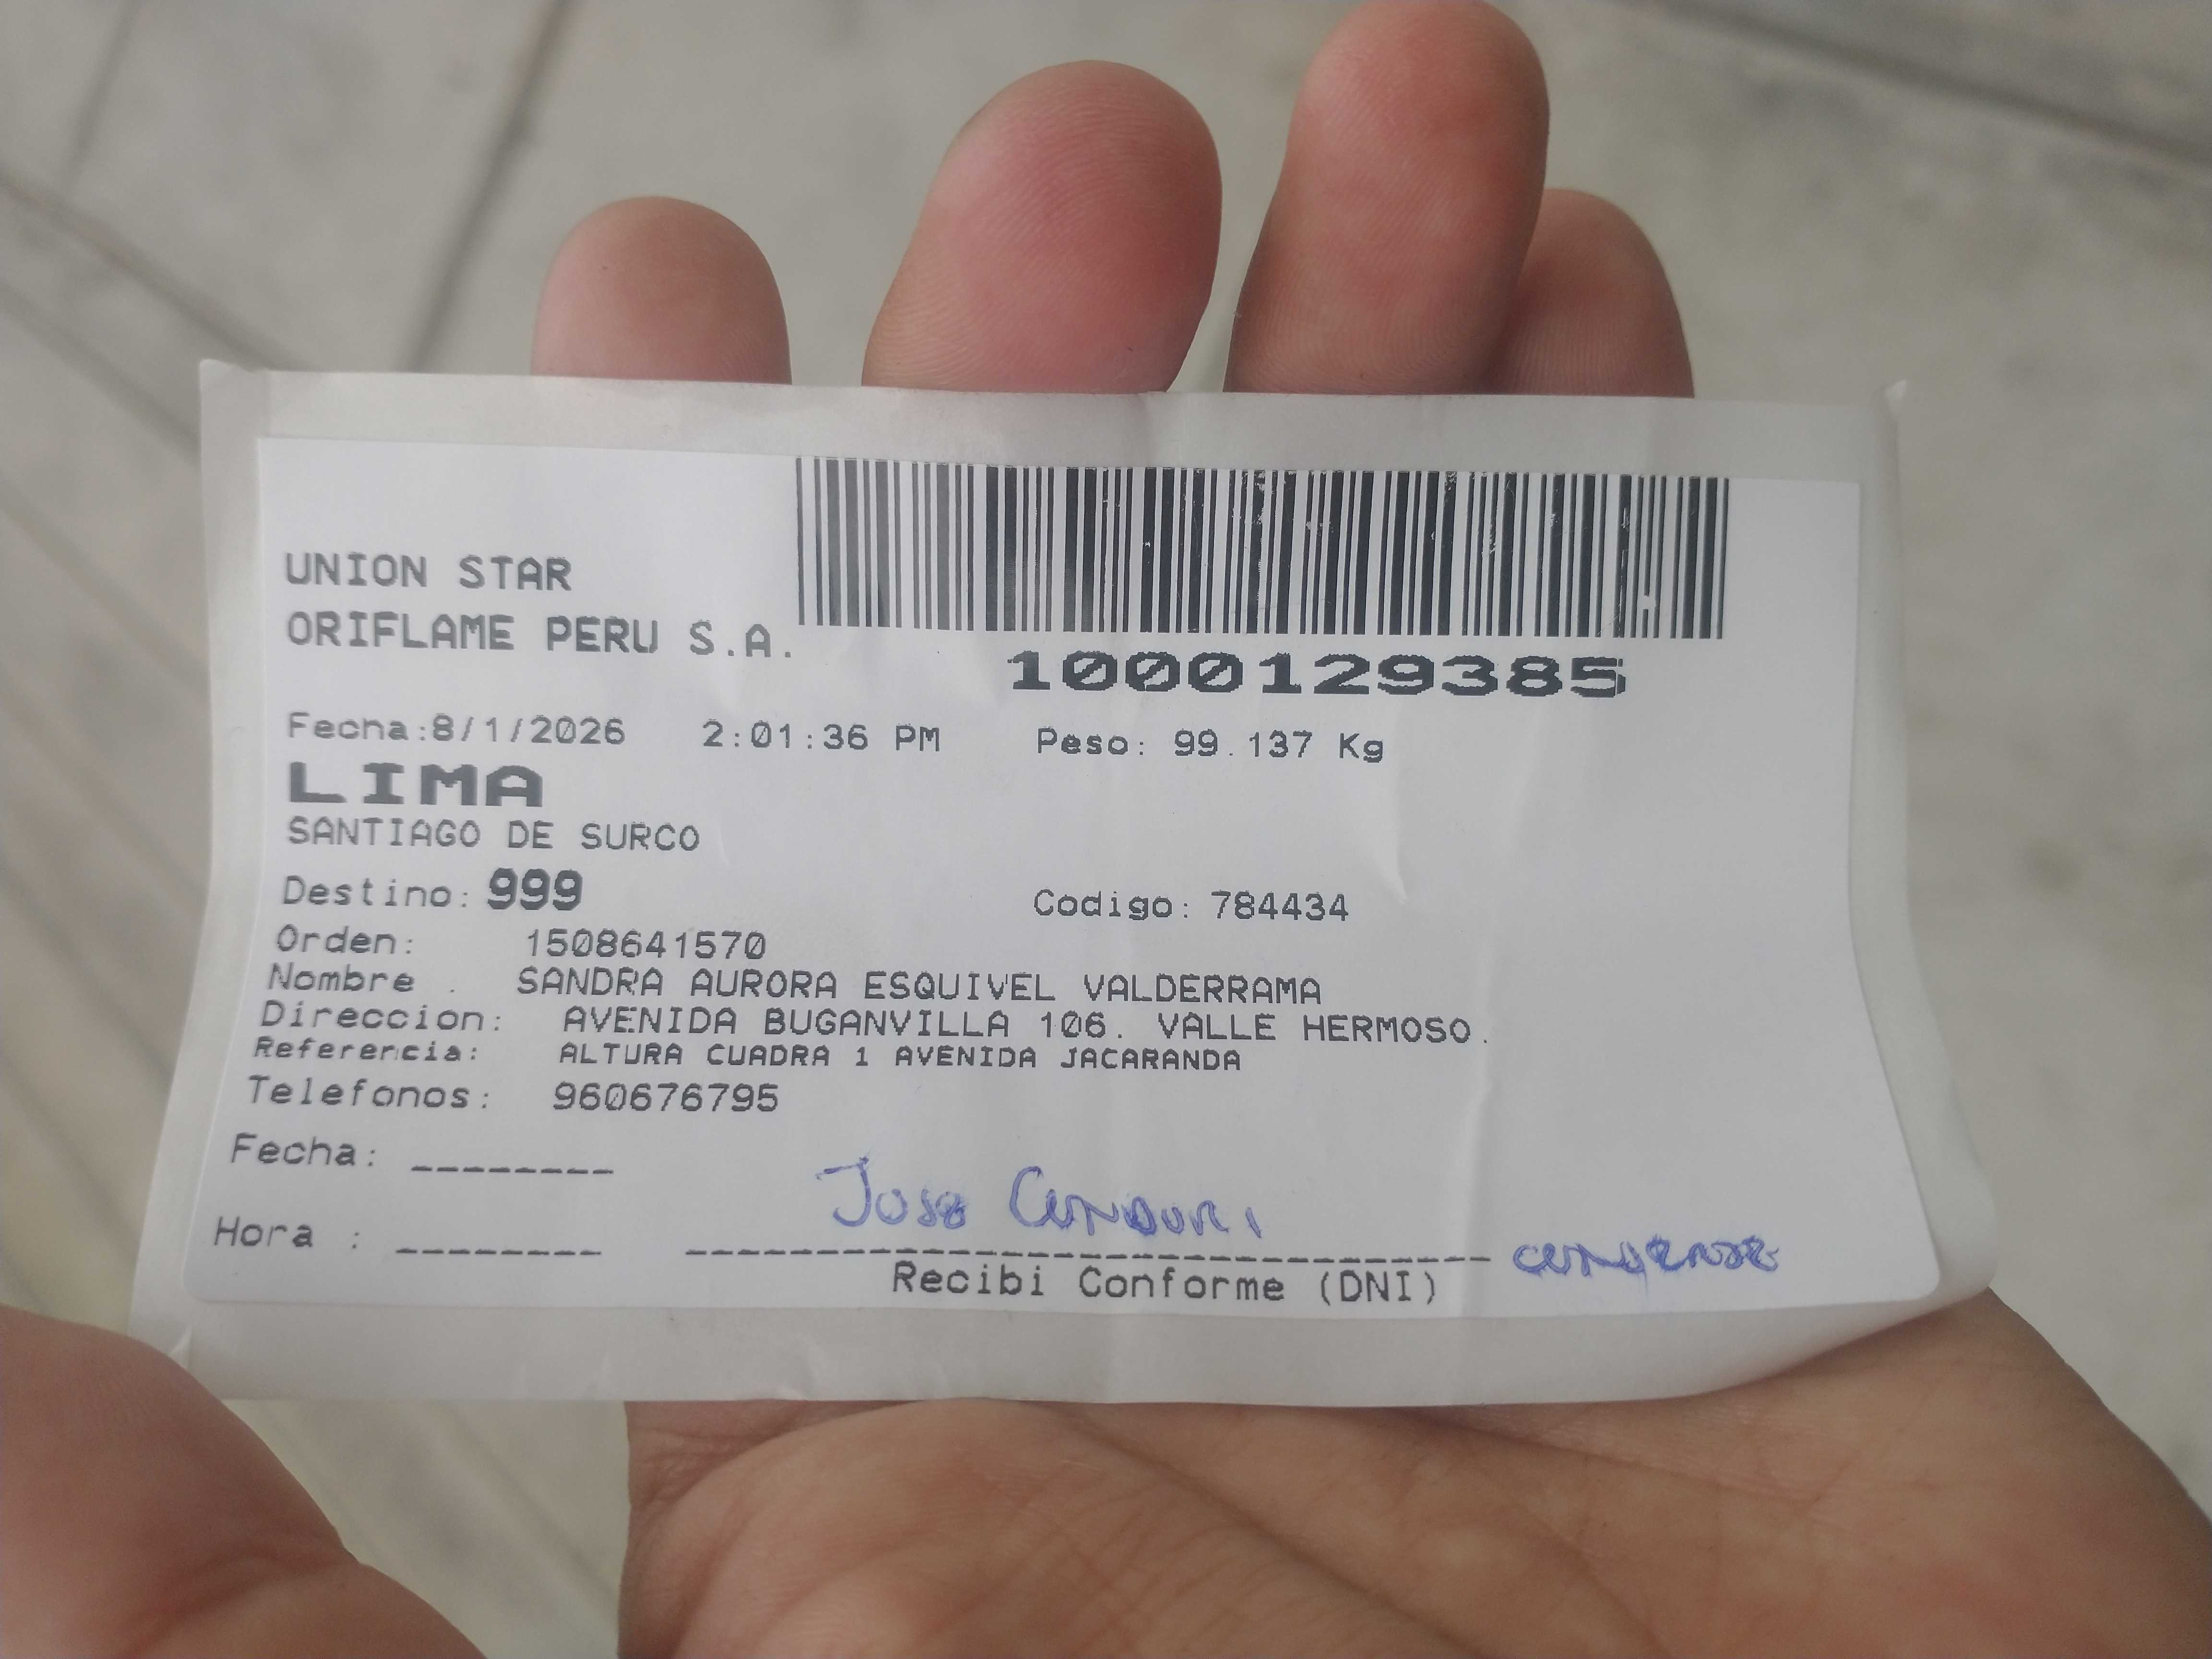 UNION STAR
ORIFLAME PERU S.A.
1000129385
Fecha:8/1/2026 2:01:36 PM Peso: 99.137 Kg
LIMA
SANTIAGO DE SURCO
Destino: 999 Codigo: 784434
Orden: 1508641570
Nombre . SANDRA AURORA ESQUIVEL VALDERRAMA
Direccion: AVENIDA BUGANVILLA 106. VALLE HERMOSO.
Referencia: ALTURA CUADRA 1 AVENIDA JACARANDA
Telefonos: 960676795
Fecha: --------
Jose
Hora : --------
Recibi Conforme (DNI)